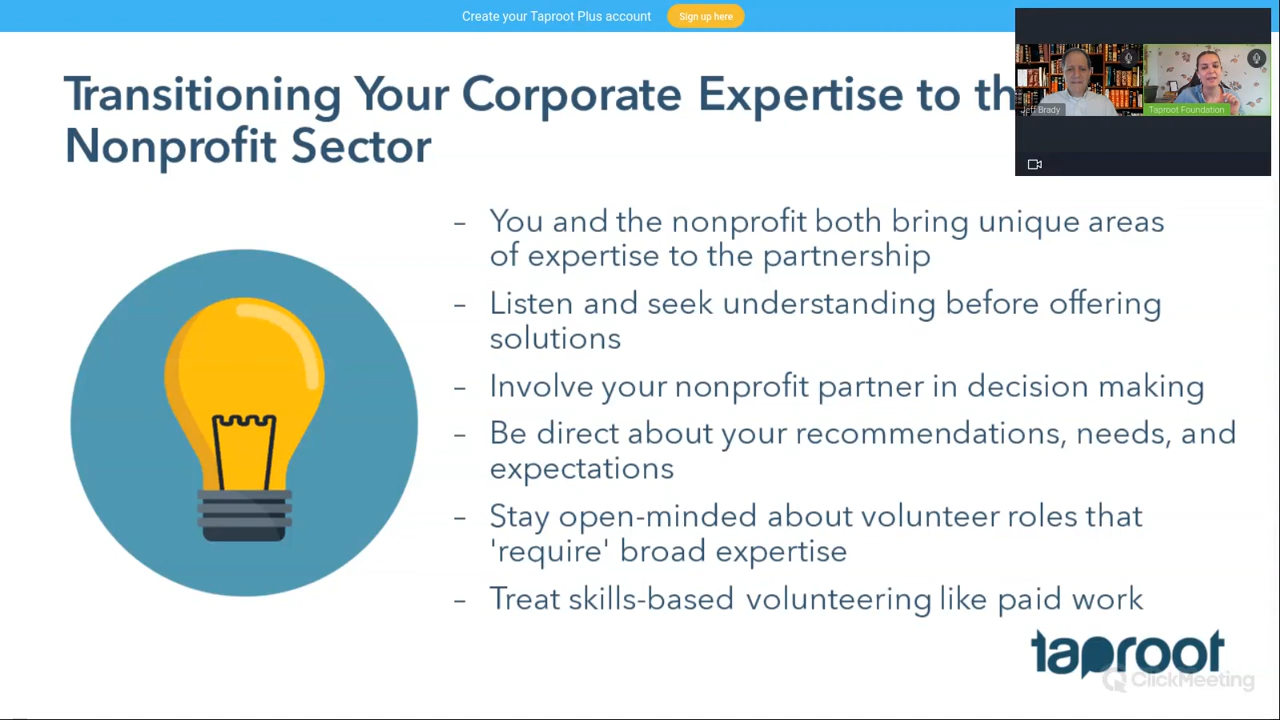 Create your Taproot Plus account
Sign up here
Transitioning Your Corporate Expertise to th
Nonprofit Sector
Jeff Brady
Taproot Foundation
– You and the nonprofit both bring unique areas
of expertise to the partnership
– Listen and seek understanding before offering
solutions
– Involve your nonprofit partner in decision making
– Be direct about your recommendations, needs, and
expectations
– Stay open-minded about volunteer roles that
'require' broad expertise
– Treat skills-based volunteering like paid work
taproot
ClickMeeting